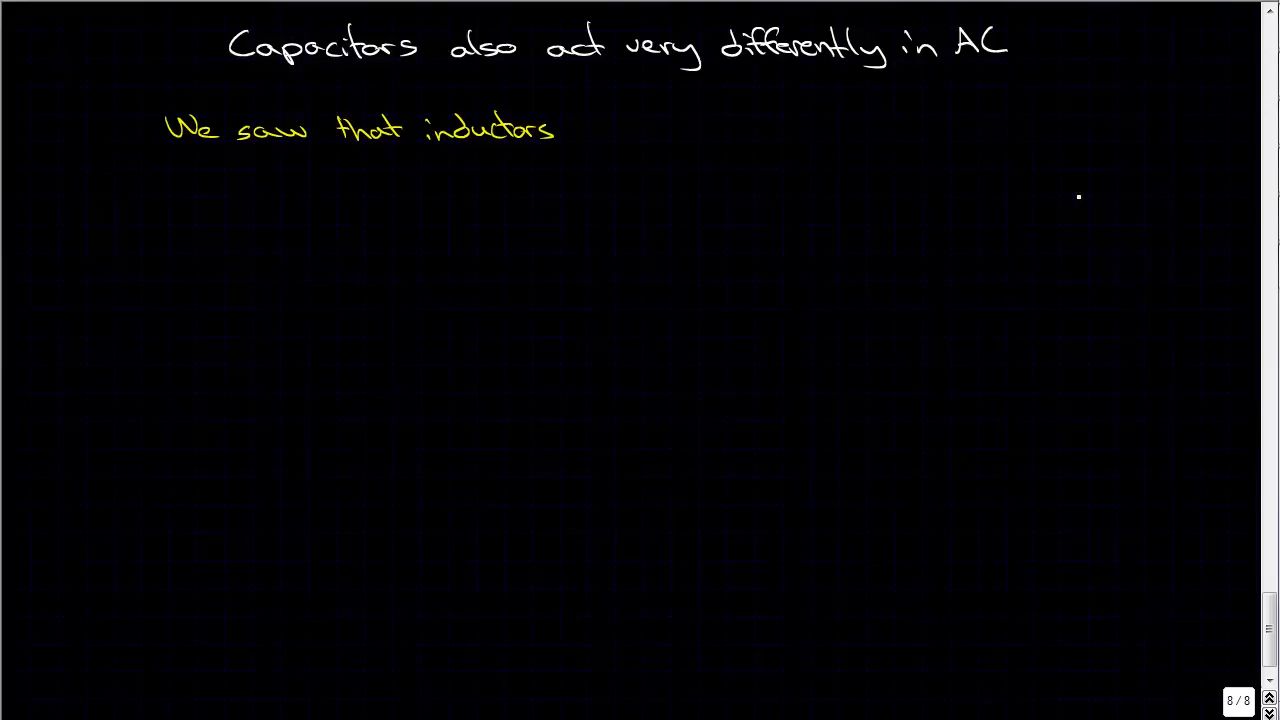 Capacitors also act very differently in AC
We saw that inductors
8/8